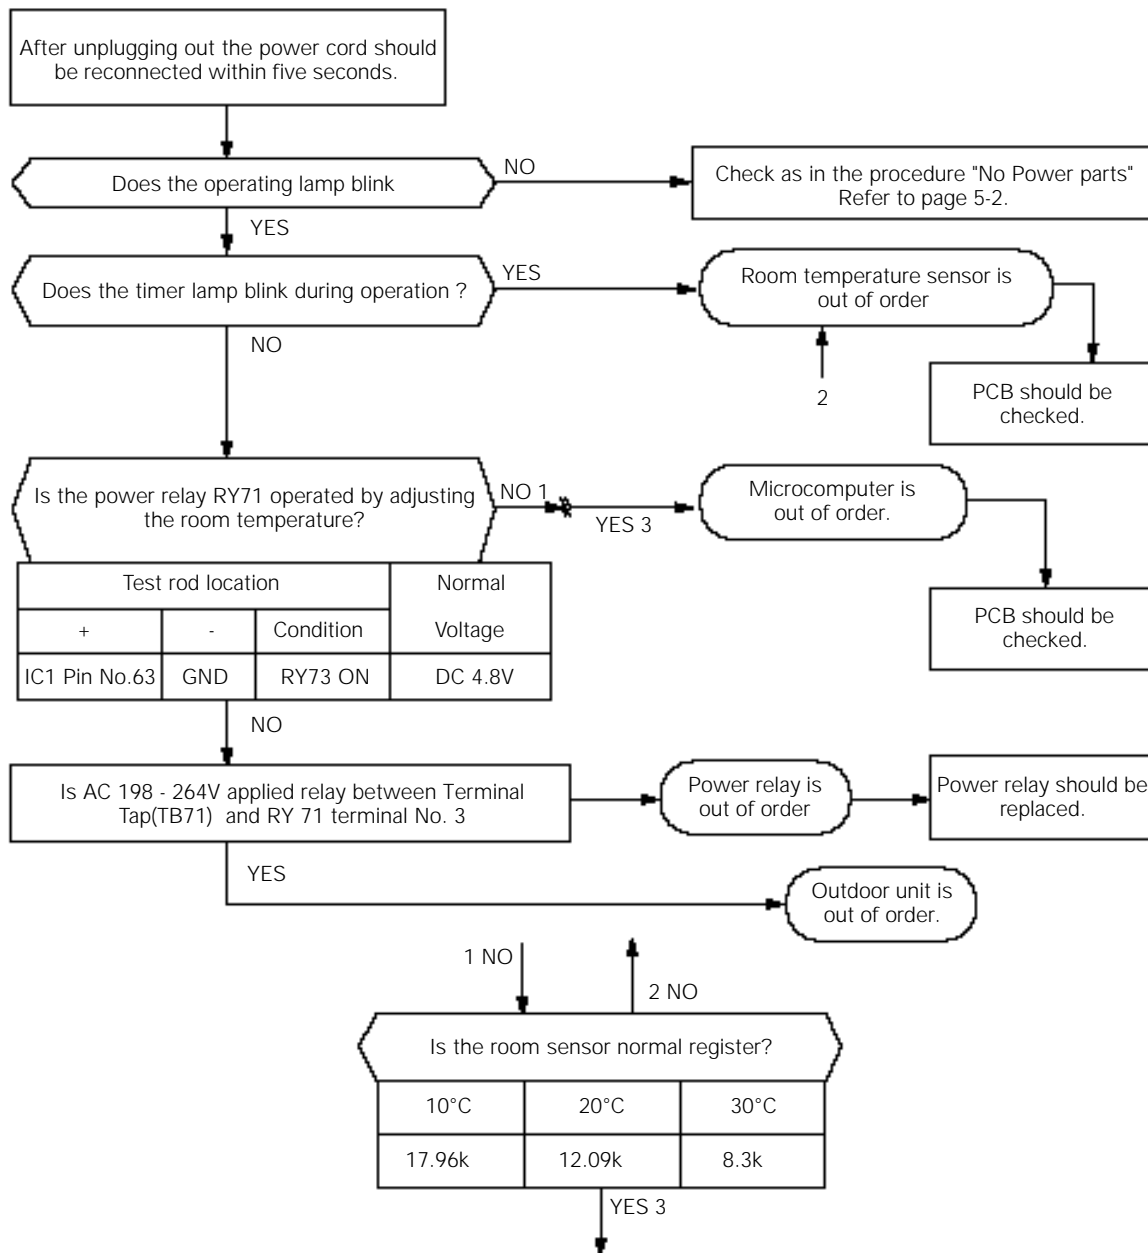 After unplugging out the power cord should
be reconnected within five seconds.
Does the operating lamp blink
NO
Check as in the procedure "No Power parts"
Refer to page 5-2.
YES
Does the timer lamp blink during operation ?
YES
Room temperature sensor is
out of order
NO
2
PCB should be
checked.
Is the power relay RY71 operated by adjusting
the room temperature?
NO 1
YES 3
Microcomputer is
out of order.
PCB should be
checked.
Test rod location
Normal
Voltage
+
-
Condition
IC1 Pin No.63
GND
RY73 ON
DC 4.8V
NO
Is AC 198 - 264V applied relay between Terminal
Tap(TB71) and RY 71 terminal No. 3
Power relay is
out of order
Power relay should be
replaced.
YES
Outdoor unit is
out of order.
1 NO
2 NO
Is the room sensor normal register?
10°C
20°C
30°C
17.96k
12.09k
8.3k
YES 3